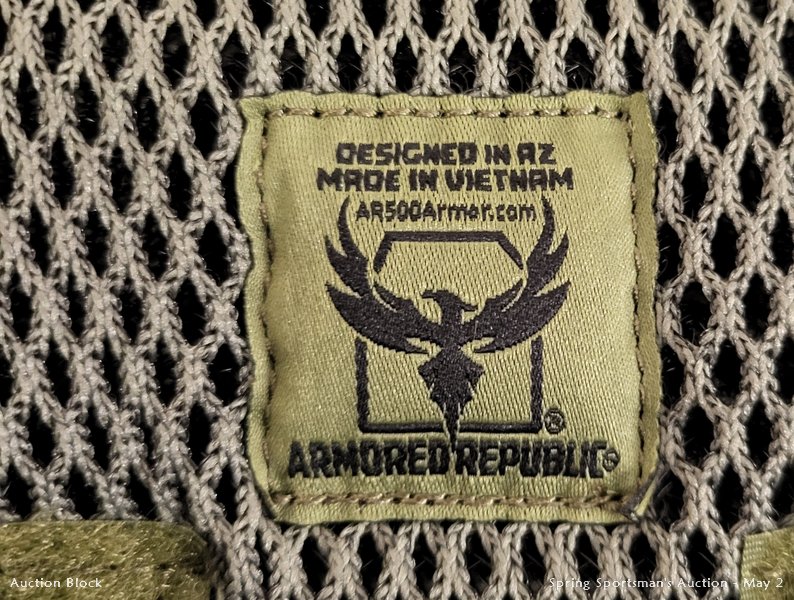 DESIGNED IN AZ
MADE IN VIETNAM
AR500Armor.com
®
ARMORED REPUBLIC®
Auction Block
Spring Sportsman's Auction - May 2